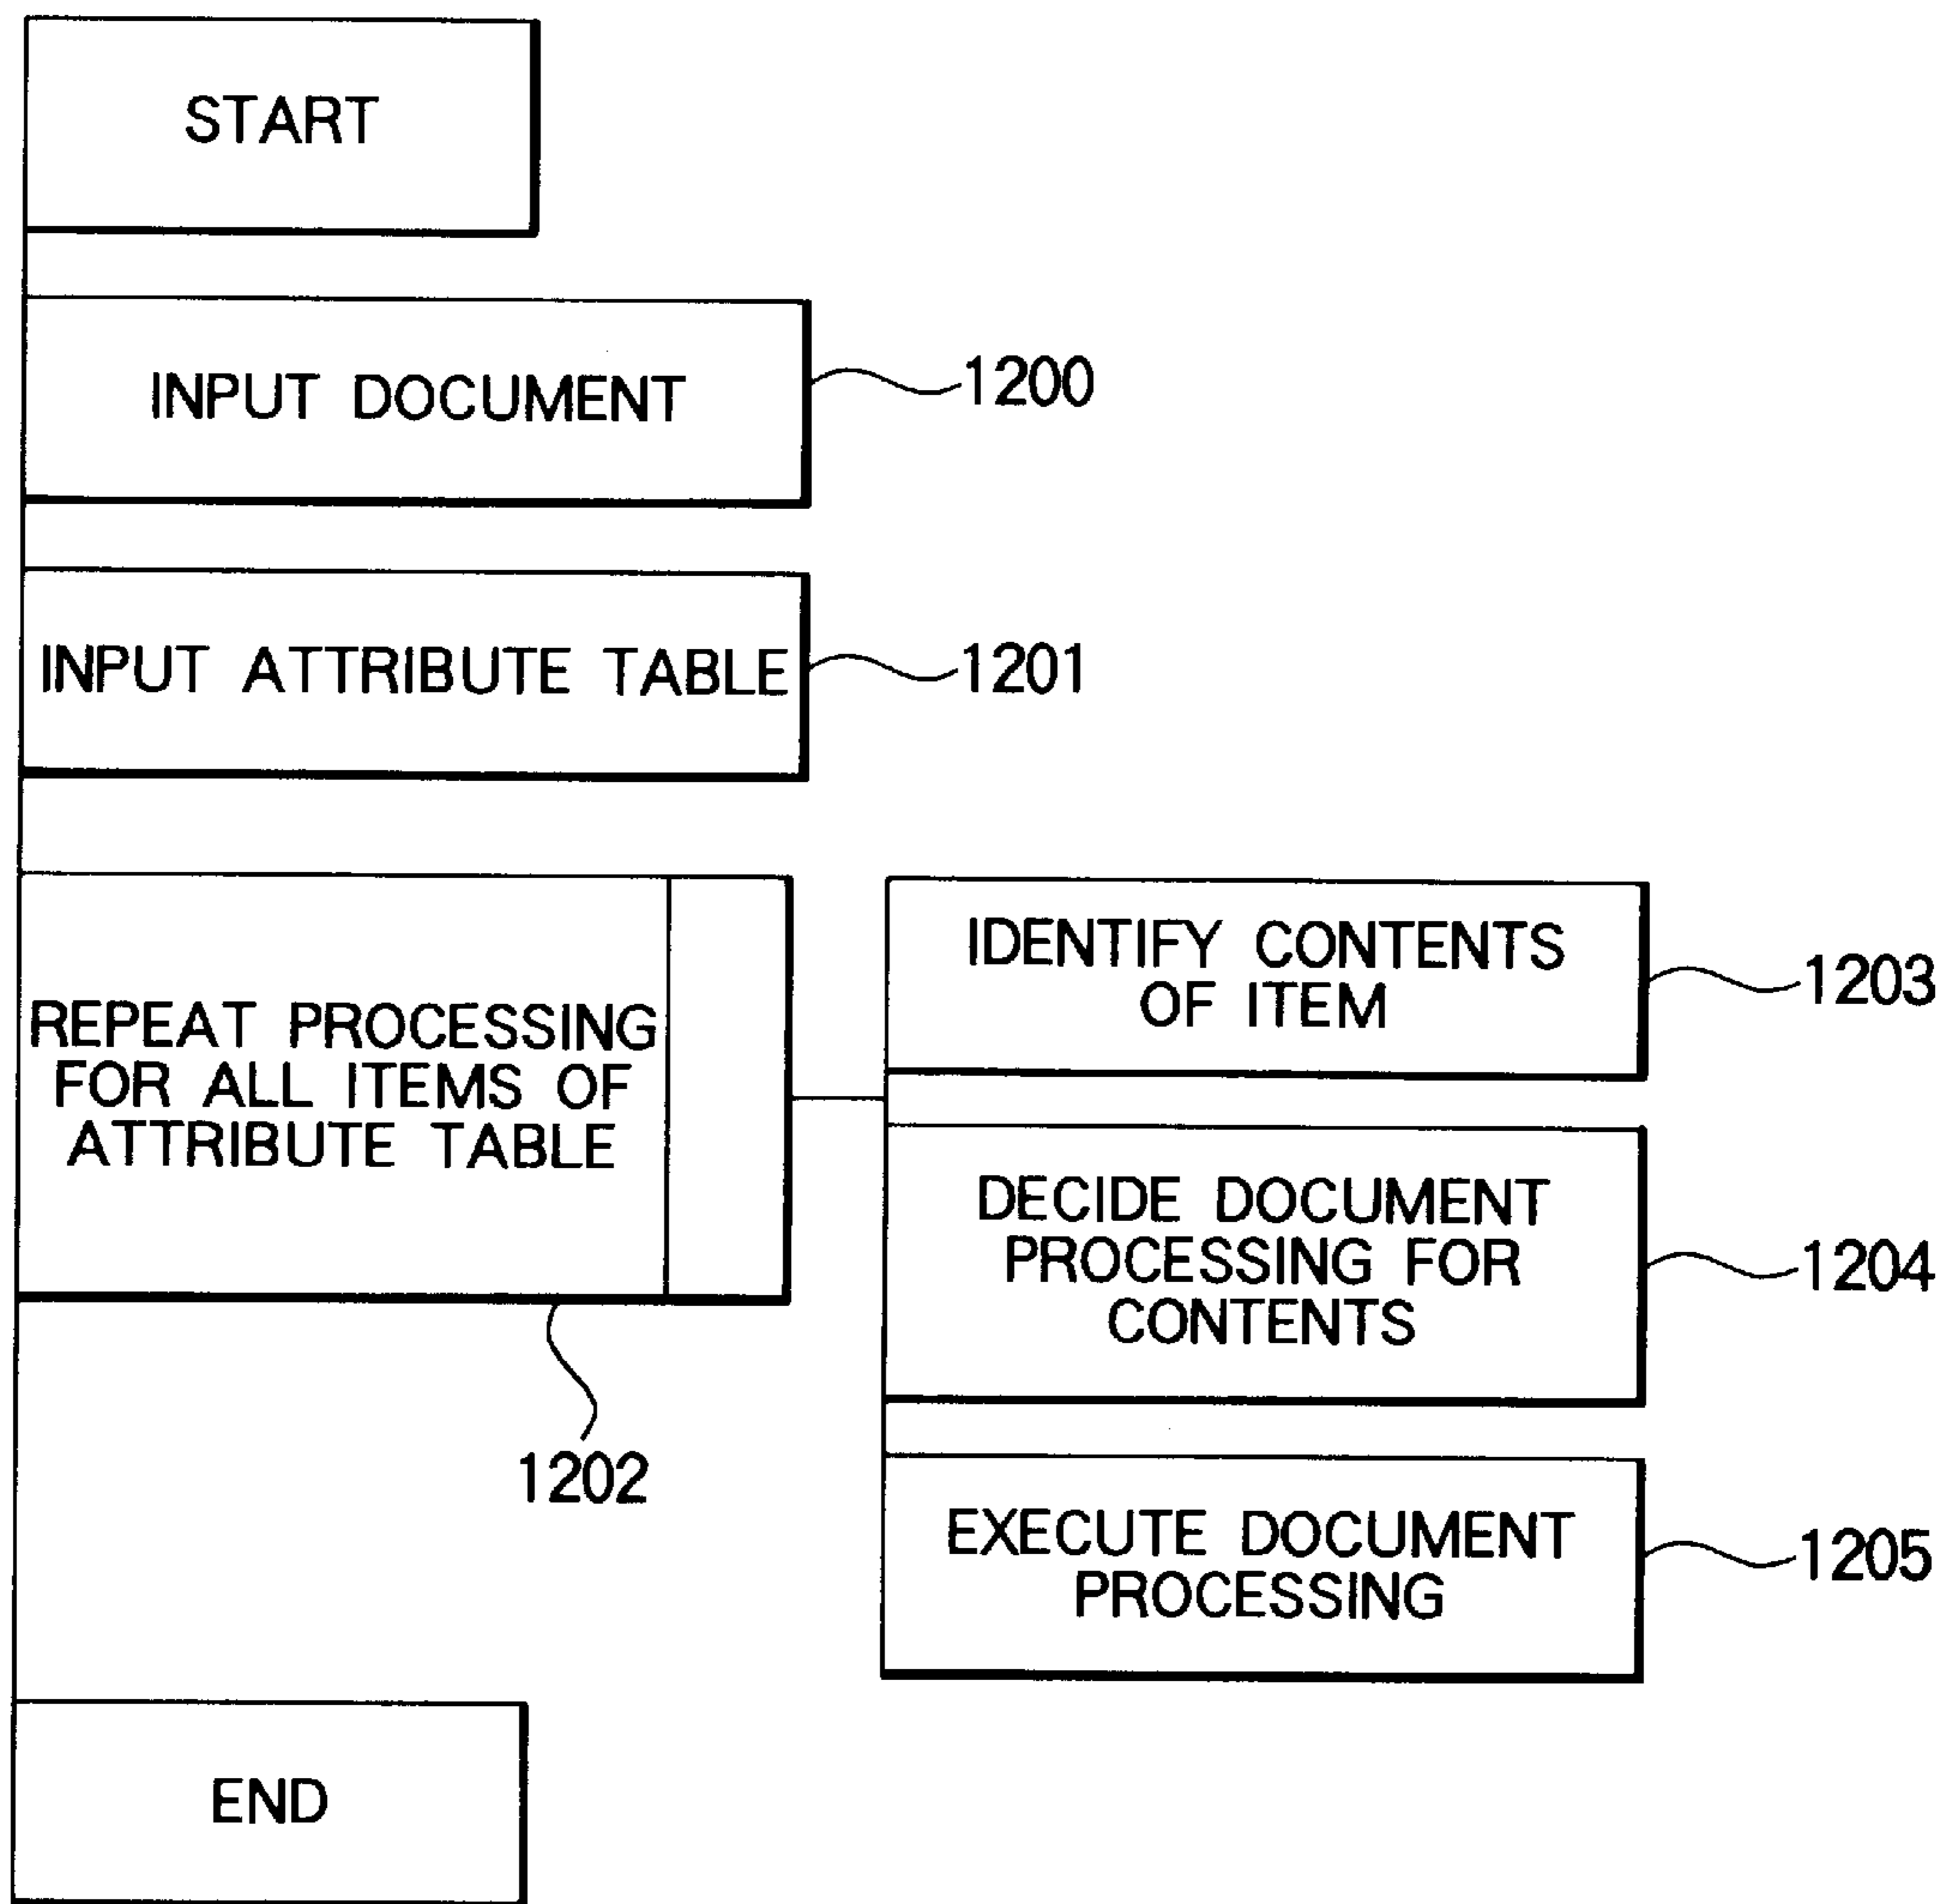 START
INPUT DOCUMENT
1200
INPUT ATTRIBUTE TABLE
1201
REPEAT PROCESSING
FOR ALL ITEMS OF
ATTRIBUTE TABLE
1202
IDENTIFY CONTENTS
OF ITEM
1203
DECIDE DOCUMENT
PROCESSING FOR
CONTENTS
1204
EXECUTE DOCUMENT
PROCESSING
1205
END